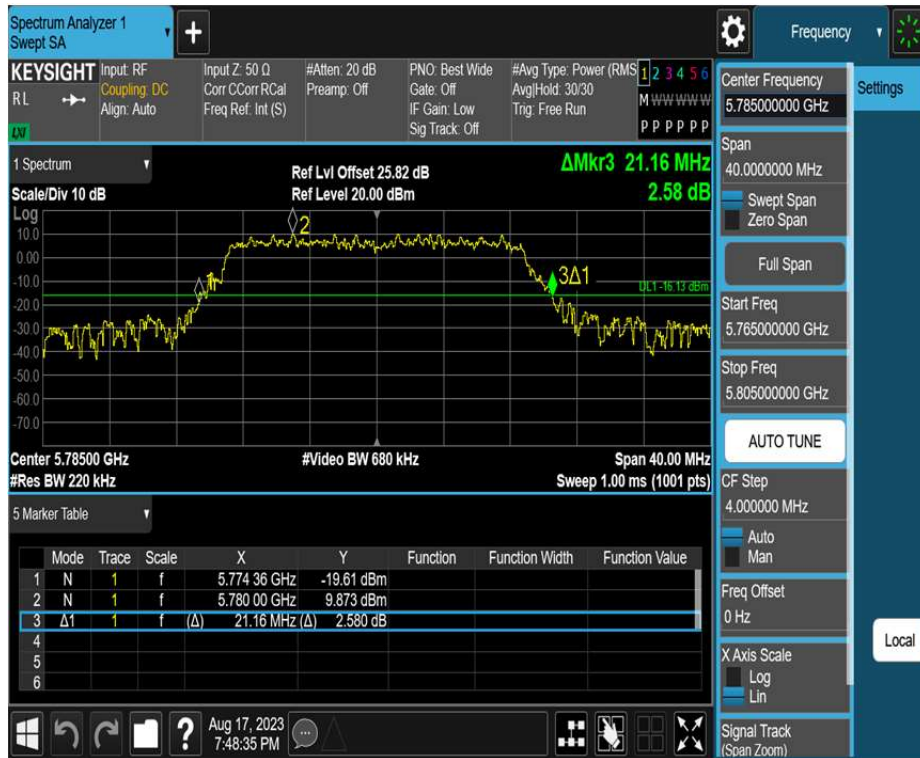 Spectrum Analyzer 1
Swept SA
+
Frequency
KEYSIGHT
RL
LXI
Input: RF
Coupling: DC
Align: Auto
Input Z: 50 Ω
Corr CCorr RCal
Freq Ref: Int (S)
#Atten: 20 dB
Preamp: Off
PNO: Best Wide
Gate: Off
IF Gain: Low
Sig Track: Off
#Avg Type: Power (RMS
Avg|Hold: 30/30
Trig: Free Run
1 2 3 4 5 6
M W W W W W
P P P P P P
Center Frequency
5.785000000 GHz
Settings
1 Spectrum
Scale/Div 10 dB
Ref Lvl Offset 25.82 dB
Ref Level 20.00 dBm
ΔMkr3 21.16 MHz
2.58 dB
Span
40.0000000 MHz
Swept Span
Zero Span
Full Span
Start Freq
5.765000000 GHz
Stop Freq
5.805000000 GHz
AUTO TUNE
CF Step
4.000000 MHz
Auto
Man
Freq Offset
0 Hz
X Axis Scale
Log
Lin
Signal Track
(Span Zoom)
Local
Log
10.0
0.00
-10.0
-20.0
-30.0
-40.0
-50.0
-60.0
-70.0
2
1
3Δ1
DL1 -16.13 dBm
Center 5.78500 GHz
#Video BW 680 kHz
Span 40.00 MHz
#Res BW 220 kHz
Sweep 1.00 ms (1001 pts)
5 Marker Table
Mode Trace Scale X Y Function Function Width Function Value
1 N 1 f 5.774 36 GHz -19.61 dBm
2 N 1 f 5.780 00 GHz 9.873 dBm
3 Δ1 1 f (Δ) 21.16 MHz (Δ) 2.580 dB
4
5
6
?
Aug 17, 2023
7:48:35 PM